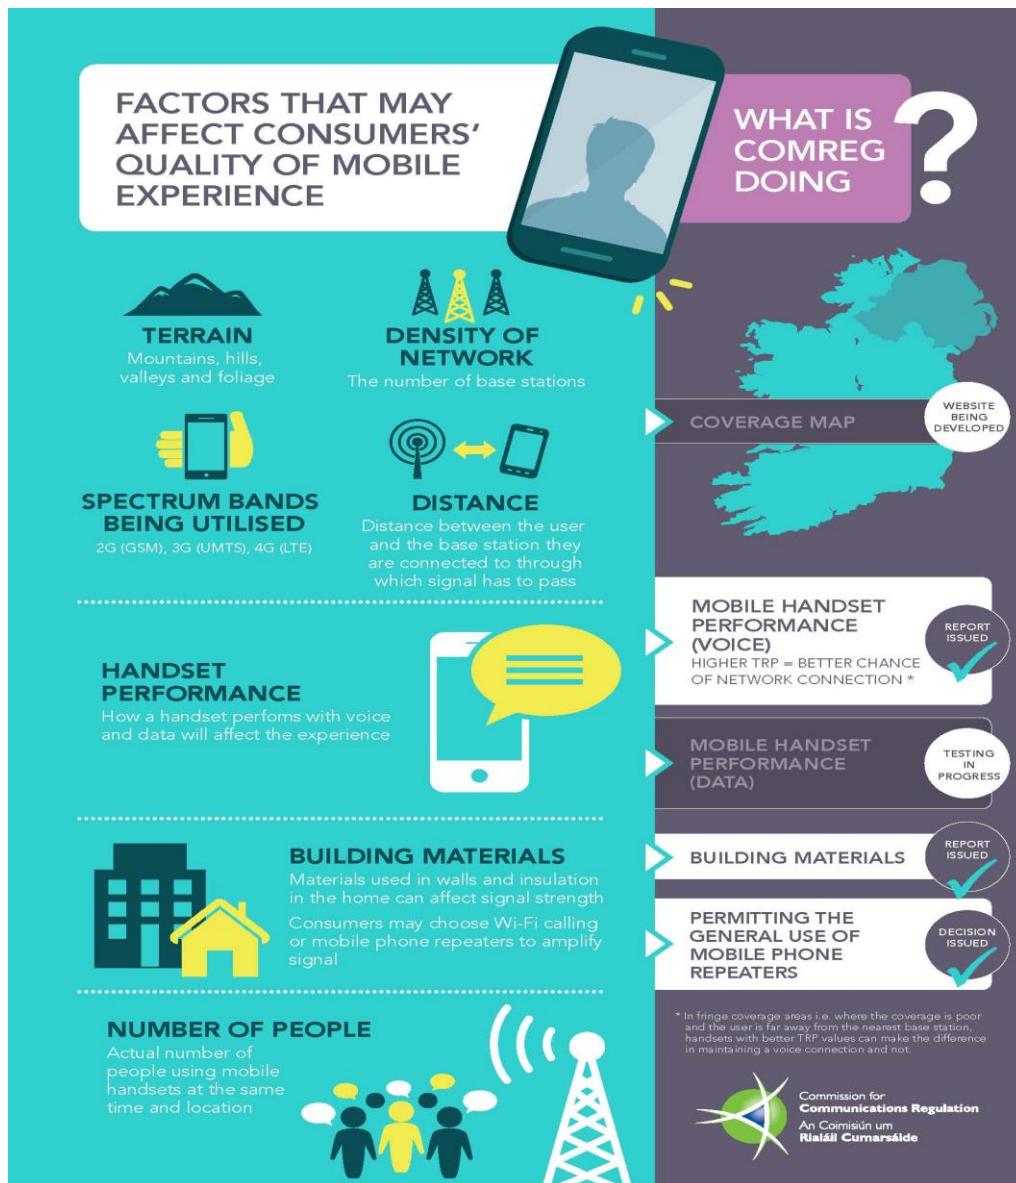 FACTORS THAT MAY
AFFECT CONSUMERS'
QUALITY OF MOBILE
EXPERIENCE
WHAT IS
COMREG
DOING
?
TERRAIN
Mountains, hills,
valleys and foliage
DENSITY OF
NETWORK
The number of base stations
SPECTRUM BANDS
BEING UTILISED
2G (GSM), 3G (UMTS), 4G (LTE)
DISTANCE
Distance between the user
and the base station they
are connected to through
which signal has to pass
COVERAGE MAP
WEBSITE
BEING
DEVELOPED
HANDSET
PERFORMANCE
How a handset perfoms with voice
and data will affect the experience
MOBILE HANDSET
PERFORMANCE
(VOICE)
HIGHER TRP = BETTER CHANCE
OF NETWORK CONNECTION *
REPORT
ISSUED
MOBILE HANDSET
PERFORMANCE
(DATA)
TESTING
IN
PROGRESS
BUILDING MATERIALS
Materials used in walls and insulation
in the home can affect signal strength
Consumers may choose Wi-Fi calling
or mobile phone repeaters to amplify
signal
BUILDING MATERIALS
REPORT
ISSUED
PERMITTING THE
GENERAL USE OF
MOBILE PHONE
REPEATERS
DECISION
ISSUED
NUMBER OF PEOPLE
Actual number of
people using mobile
handsets at the same
time and location
* In fringe coverage areas i.e. where the coverage is poor
and the user is far away from the nearest base station,
handsets with better TRP values can make the difference
in maintaining a voice connection and not.
Commission for
Communications Regulation
An Coimisiún um
Rialáil Cumarsáide